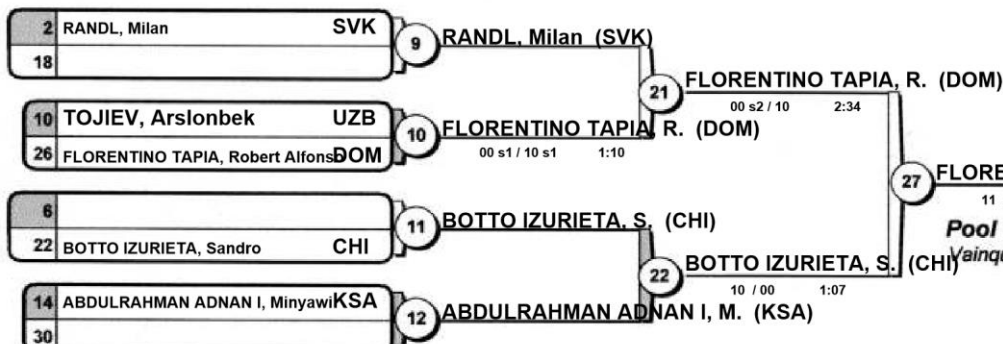 2 RANDL, Milan SVK
18
9 RANDL, Milan (SVK)
10 TOJIEV, Arslonbek UZB
26 FLORENTINO TAPIA, Robert Alfons DOM
10 FLORENTINO TAPIA, R. (DOM)
00 s1 / 10 s1 1:10
21 FLORENTINO TAPIA, R. (DOM)
00 s2 / 10 2:34
6
22 BOTTO IZURIETA, Sandro CHI
11 BOTTO IZURIETA, S. (CHI)
14 ABDULRAHMAN ADNAN I, Minyawi KSA
30
12 ABDULRAHMAN ADNAN I, M. (KSA)
22 BOTTO IZURIETA, S. (CHI)
10 / 00 1:07
27 FLORE
11
Pool
Vainqu